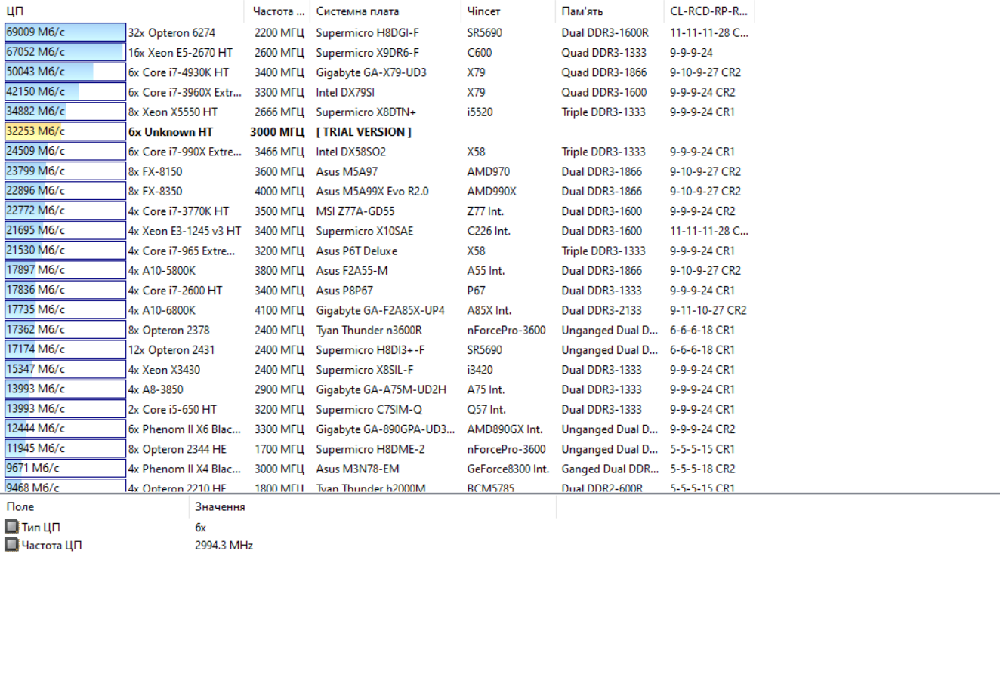 ЦП Частота ... Системна плата Чіпсет Пам'ять CL-RCD-RP-R...
69009 Мб/с 32x Opteron 6274 2200 МГЦ Supermicro H8DGI-F SR5690 Dual DDR3-1600R 11-11-11-28 C...
67052 Мб/с 16x Xeon E5-2670 HT 2600 МГЦ Supermicro X9DR6-F C600 Quad DDR3-1333 9-9-9-24
50043 Мб/с 6x Core i7-4930K HT 3400 МГЦ Gigabyte GA-X79-UD3 X79 Quad DDR3-1866 9-10-9-27 CR2
42150 Мб/с 6x Core i7-3960X Extr... 3300 МГЦ Intel DX79SI X79 Quad DDR3-1600 9-9-9-24 CR2
34882 Мб/с 8x Xeon X5550 HT 2666 МГЦ Supermicro X8DTN+ i5520 Triple DDR3-1333 9-9-9-24 CR1
32253 Мб/с 6x Unknown HT 3000 МГЦ [ TRIAL VERSION ]
24509 Мб/с 6x Core i7-990X Extre... 3466 МГЦ Intel DX58SO2 X58 Triple DDR3-1333 9-9-9-24 CR1
23799 Мб/с 8x FX-8150 3600 МГЦ Asus M5A97 AMD970 Dual DDR3-1866 9-10-9-27 CR2
22896 Мб/с 8x FX-8350 4000 МГЦ Asus M5A99X Evo R2.0 AMD990X Dual DDR3-1866 9-10-9-27 CR2
22772 Мб/с 4x Core i7-3770K HT 3500 МГЦ MSI Z77A-GD55 Z77 Int. Dual DDR3-1600 9-9-9-24 CR2
21695 Мб/с 4x Xeon E3-1245 v3 HT 3400 МГЦ Supermicro X10SAE C226 Int. Dual DDR3-1600 11-11-11-28 C...
21530 Мб/с 4x Core i7-965 Extre... 3200 МГЦ Asus P6T Deluxe X58 Triple DDR3-1333 9-9-9-24 CR1
17897 Мб/с 4x A10-5800K 3800 МГЦ Asus F2A55-M A55 Int. Dual DDR3-1866 9-10-9-27 CR2
17836 Мб/с 4x Core i7-2600 HT 3400 МГЦ Asus P8P67 P67 Dual DDR3-1333 9-9-9-24 CR1
17735 Мб/с 4x A10-6800K 4100 МГЦ Gigabyte GA-F2A85X-UP4 A85X Int. Dual DDR3-2133 9-11-10-27 CR2
17362 Мб/с 8x Opteron 2378 2400 МГЦ Tyan Thunder n3600R nForcePro-3600 Unganged Dual D... 6-6-6-18 CR1
17174 Мб/с 12x Opteron 2431 2400 МГЦ Supermicro H8DI3+-F SR5690 Unganged Dual D... 6-6-6-18 CR1
15347 Мб/с 4x Xeon X3430 2400 МГЦ Supermicro X8SIL-F i3420 Dual DDR3-1333 9-9-9-24 CR1
13993 Мб/с 4x A8-3850 2900 МГЦ Gigabyte GA-A75M-UD2H A75 Int. Dual DDR3-1333 9-9-9-24 CR1
13993 Мб/с 2x Core i5-650 HT 3200 МГЦ Supermicro C7SIM-Q Q57 Int. Dual DDR3-1333 9-9-9-24 CR1
12444 Мб/с 6x Phenom II X6 Blac... 3300 МГЦ Gigabyte GA-890GPA-UD3... AMD890GX Int. Unganged Dual D... 9-9-9-24 CR2
11945 Мб/с 8x Opteron 2344 HE 1700 МГЦ Supermicro H8DME-2 nForcePro-3600 Unganged Dual D... 5-5-5-15 CR1
9671 Мб/с 4x Phenom II X4 Blac... 3000 МГЦ Asus M3N78-EM GeForce8300 Int. Ganged Dual DDR... 5-5-5-18 CR2
9468 Мб/с 4x Opteron 2210 HE 1800 МГЦ Tyan Thunder h2000M BCM5785 Dual DDR2-600R 5-5-5-15 CR1
Поле Значення
Тип ЦП 6x
Частота ЦП 2994.3 MHz